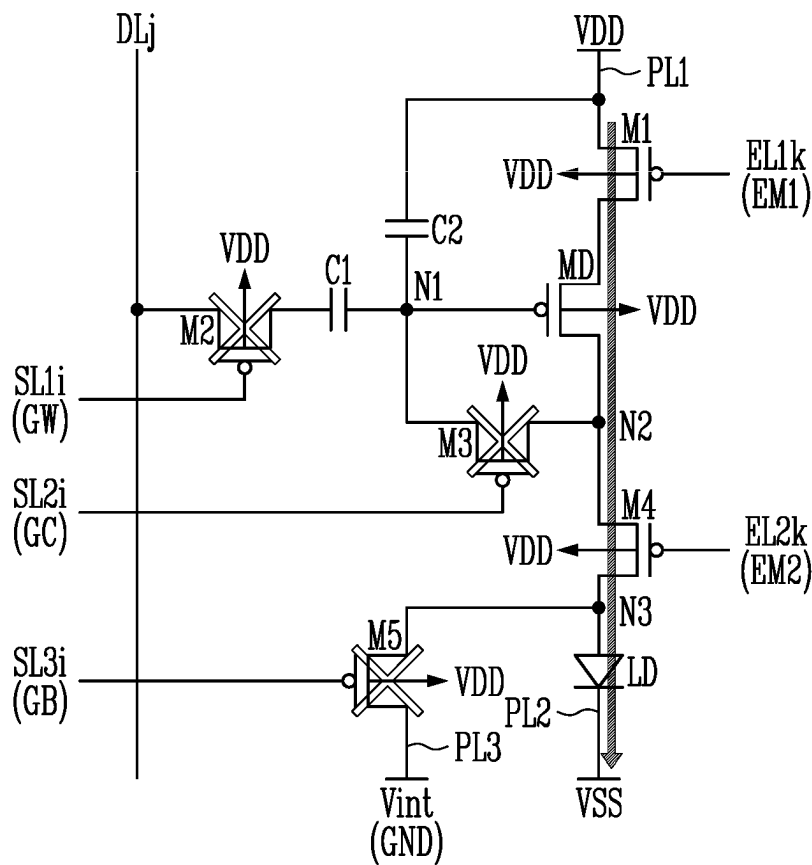 DLj
VDD
PL1
M1
EL1k
(EM1)
VDD
C2
VDD
C1
N1
MD
VDD
M2
VDD
SL1i
(GW)
M3
N2
SL2i
(GC)
M4
EL2k
(EM2)
VDD
N3
M5
SL3i
(GB)
VDD
LD
PL2
PL3
Vint
(GND)
VSS